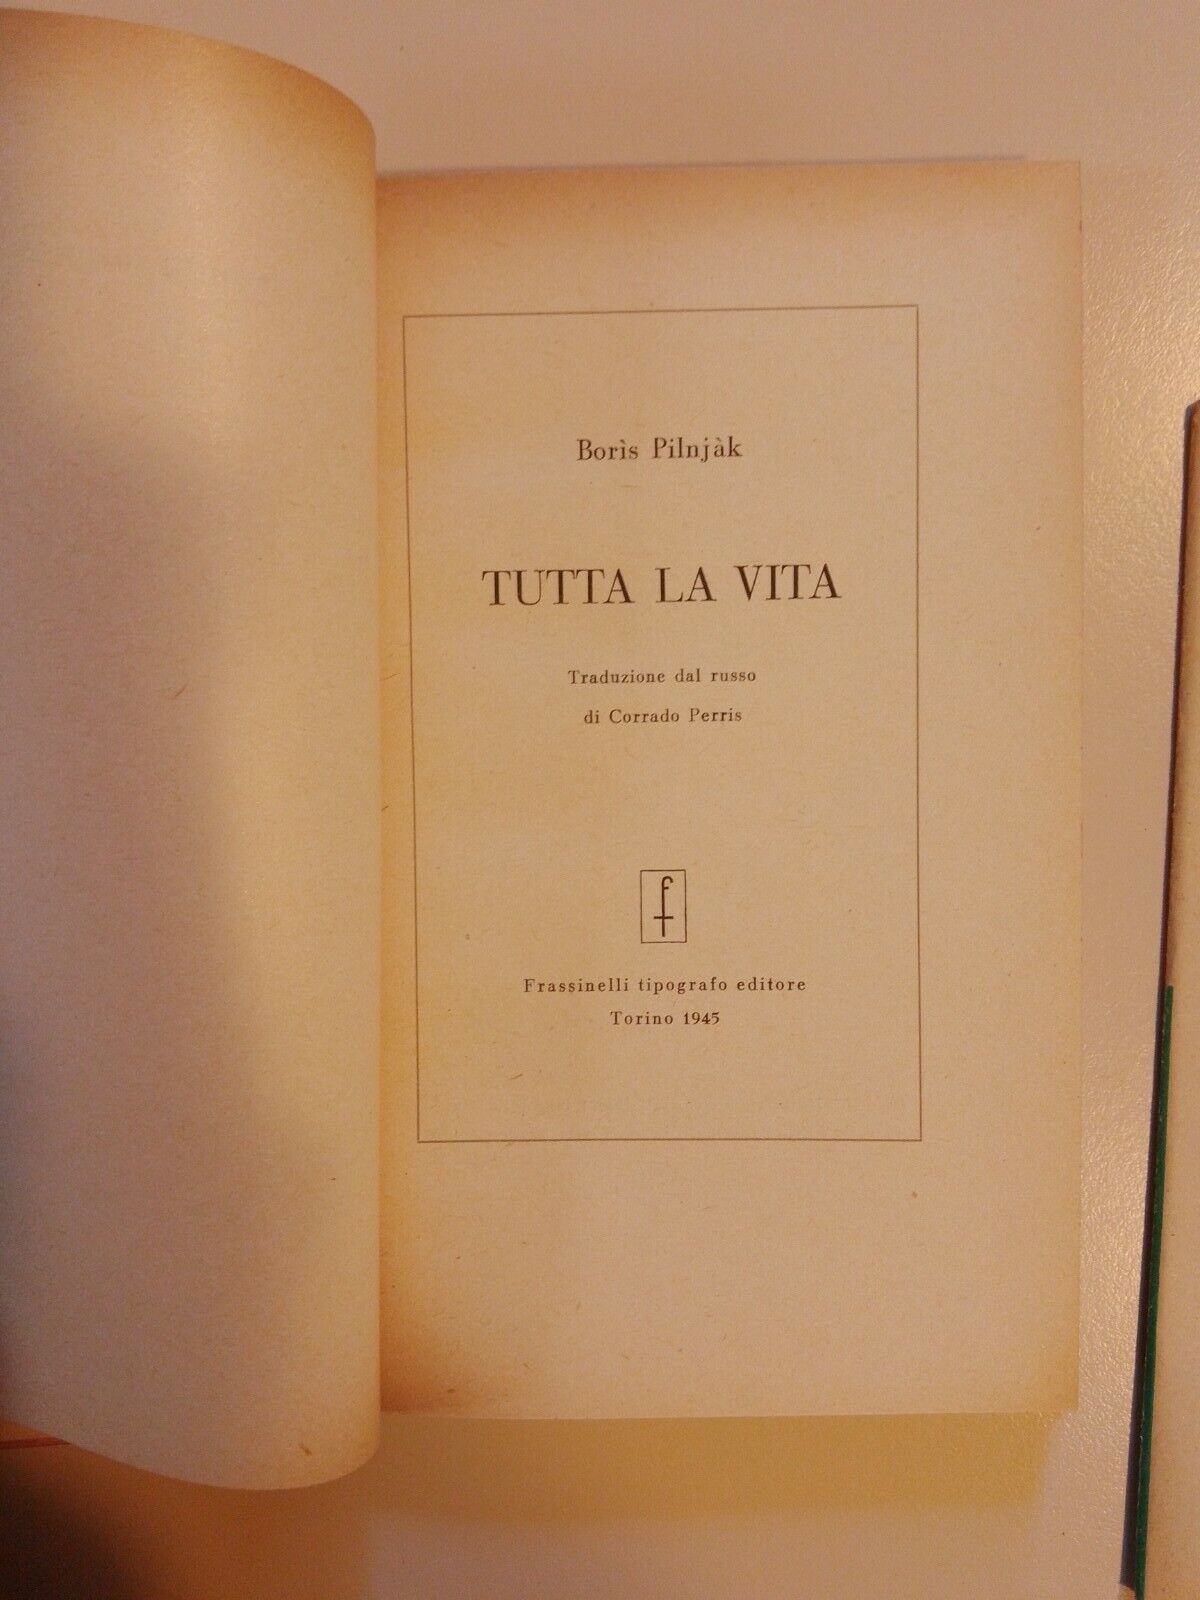 Borìs Pilnjàk
TUTTA LA VITA
Traduzione dal russo
di Corrado Perris
f
Frassinelli tipografo editore
Torino 1945